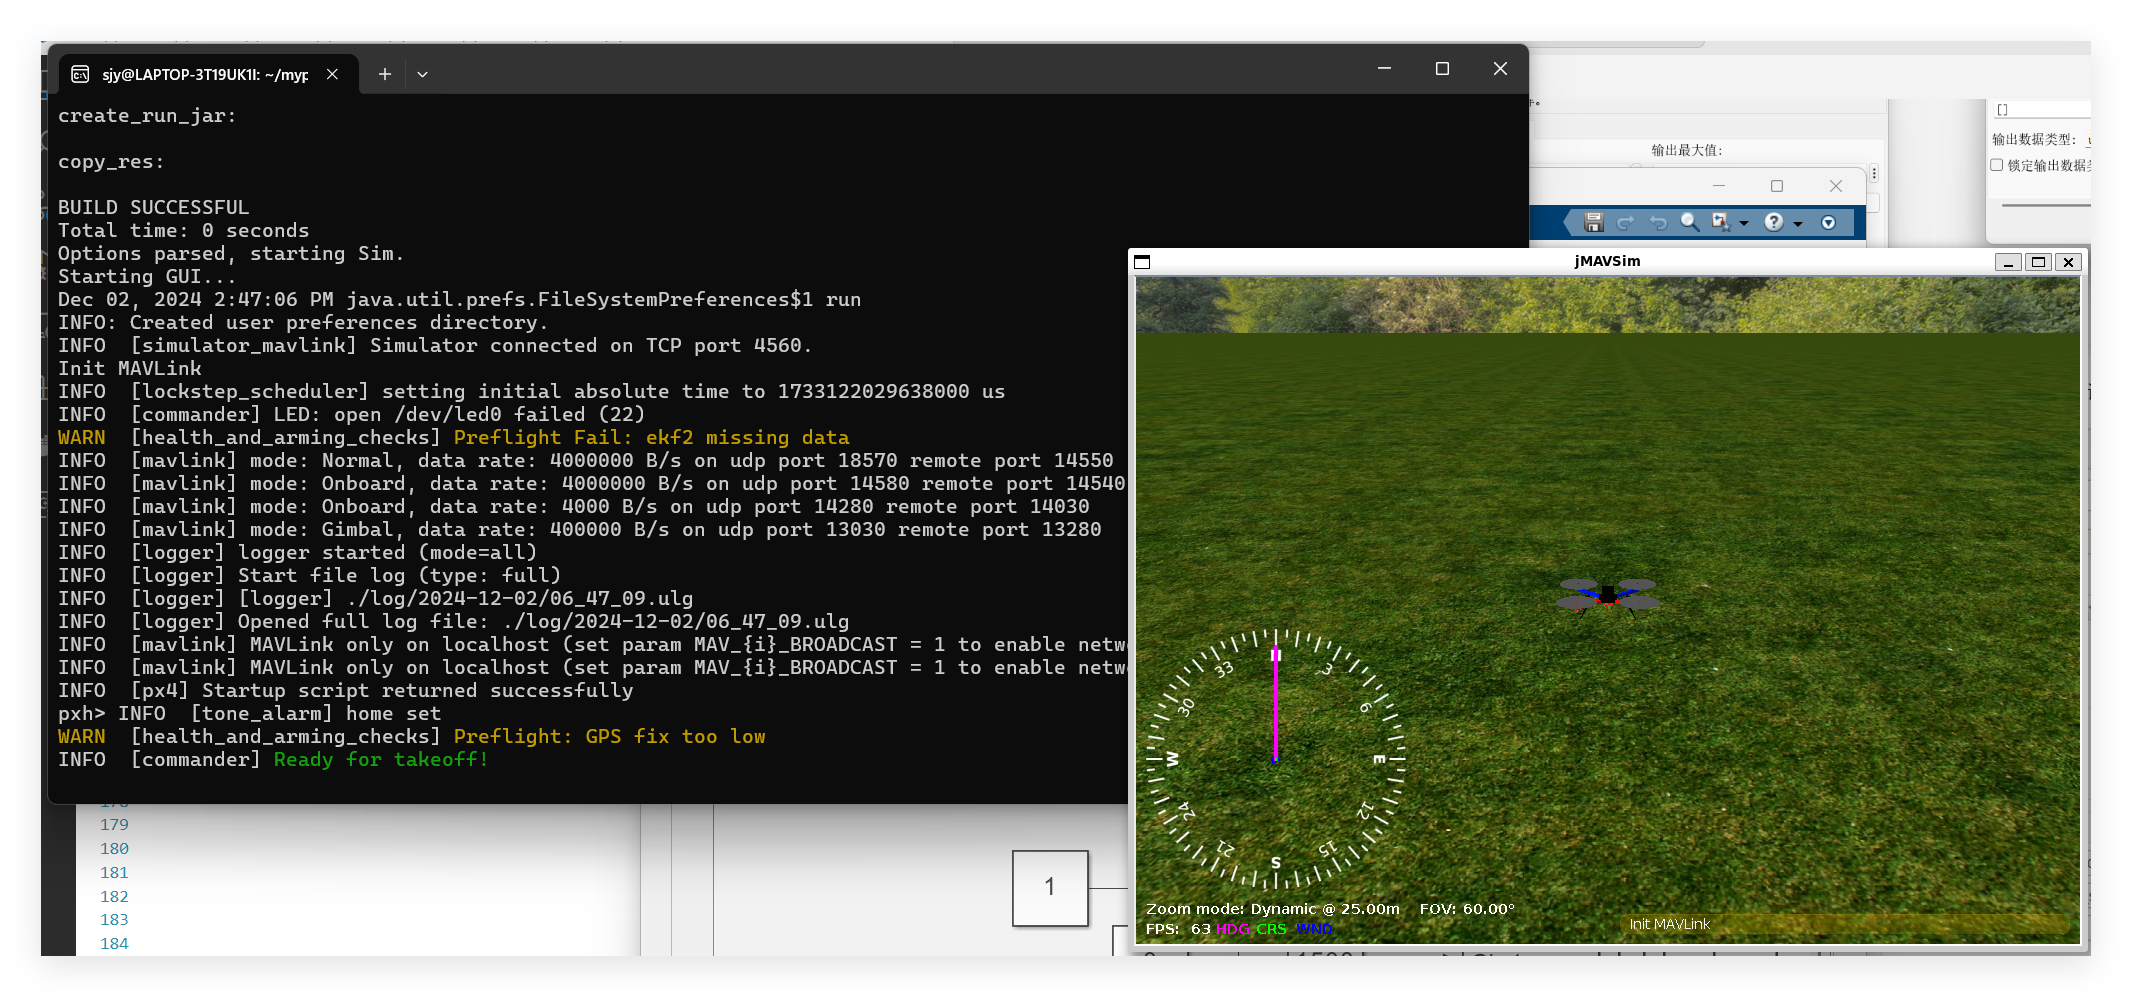 sjy@LAPTOP-3T19UK1I: ~/myp
create_run_jar:
copy_res:
BUILD SUCCESSFUL
Total time: 0 seconds
Options parsed, starting Sim.
Starting GUI...
Dec 02, 2024 2:47:06 PM java.util.prefs.FileSystemPreferences$1 run
INFO: Created user preferences directory.
INFO  [simulator_mavlink] Simulator connected on TCP port 4560.
Init MAVLink
INFO  [lockstep_scheduler] setting initial absolute time to 1733122029638000 us
INFO  [commander] LED: open /dev/led0 failed (22)
WARN  [health_and_arming_checks] Preflight Fail: ekf2 missing data
INFO  [mavlink] mode: Normal, data rate: 4000000 B/s on udp port 18570 remote port 14550
INFO  [mavlink] mode: Onboard, data rate: 4000000 B/s on udp port 14580 remote port 14540
INFO  [mavlink] mode: Onboard, data rate: 4000 B/s on udp port 14280 remote port 14030
INFO  [mavlink] mode: Gimbal, data rate: 400000 B/s on udp port 13030 remote port 13280
INFO  [logger] logger started (mode=all)
INFO  [logger] Start file log (type: full)
INFO  [logger] [logger] ./log/2024-12-02/06_47_09.ulg
INFO  [logger] Opened full log file: ./log/2024-12-02/06_47_09.ulg
INFO  [mavlink] MAVLink only on localhost (set param MAV_{i}_BROADCAST = 1 to enable netw
INFO  [mavlink] MAVLink only on localhost (set param MAV_{i}_BROADCAST = 1 to enable netw
INFO  [px4] Startup script returned successfully
pxh> INFO  [tone_alarm] home set
WARN  [health_and_arming_checks] Preflight: GPS fix too low
INFO  [commander] Ready for takeoff!
179
180
181
182
183
184
1
输出最大值:
[]
输出数据类型:
锁定输出数据
jMAVSim
N
3
6
E
12
15
S
21
24
W
30
33
Zoom mode: Dynamic @ 25.00m FOV: 60.00°
FPS: 63 HDG CRS WND
Init MAVLink